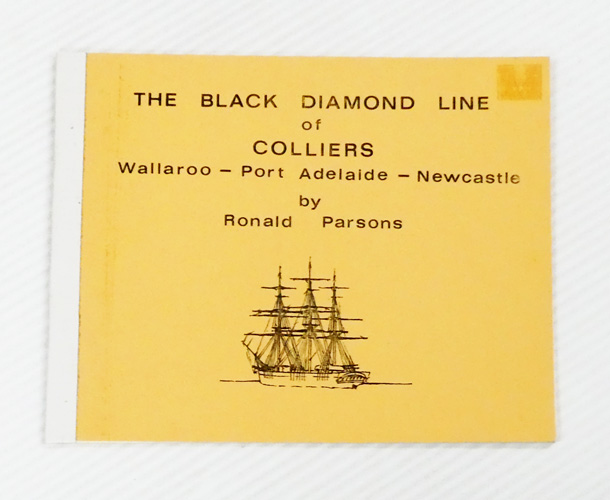 THE BLACK DIAMOND LINE
of
COLLIERS
Wallaroo – Port Adelaide – Newcastle
by
Ronald Parsons